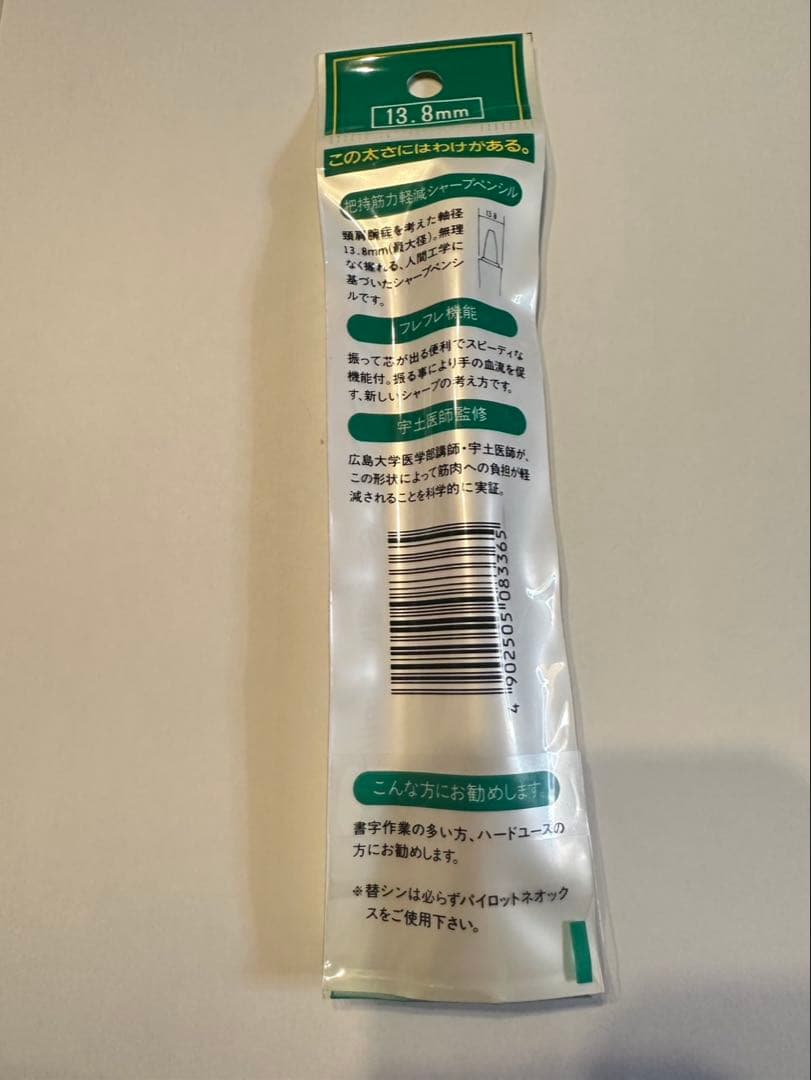 13.8mm
この太さにはわけがある。
把持筋力軽減シャープペンシル
頸肩腕症を考えた軸径
13.8mm(最大径)。無理
なく握れる、人間工学に
基づいたシャープペンシ
ルです。
13.8
フレフレ機能
振って芯が出る便利でスピーディな
機能付。振る事により手の血流を促
す、新しいシャープの考え方です。
宇土医師監修
広島大学医学部講師・宇土医師が、
この形状によって筋肉への負担が軽
減されることを科学的に実証。
4 902505 083365
こんな方にお勧めします
書字作業の多い方、ハードユースの
方にお勧めします。
※替シンは必らずパイロットネオック
スをご使用下さい。